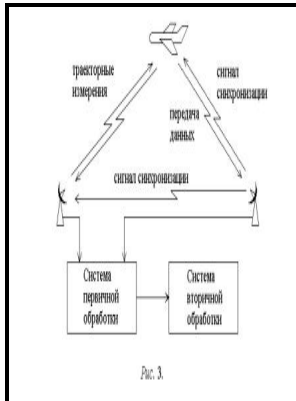 траекторные
измерения
сигнал
синхронизации
передача
данных
сигнал синхронизации
Система
первичной
обработки
Система
вторичной
обработки
Рис. 3.